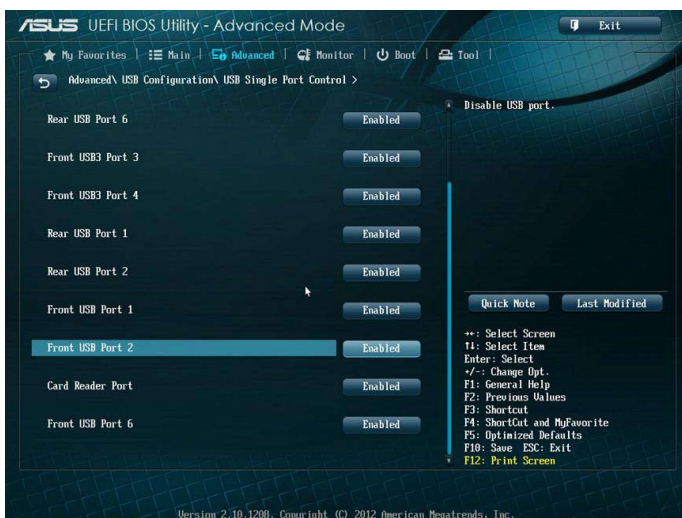 ASUS UEFI BIOS Utility - Advanced Mode
Exit
My Favorites
Main
Advanced
Monitor
Boot
Tool
Advanced\ USB Configuration\ USB Single Port Control >
Rear USB Port 6 Enabled
Front USB3 Port 3 Enabled
Front USB3 Port 4 Enabled
Rear USB Port 1 Enabled
Rear USB Port 2 Enabled
Front USB Port 1 Enabled
Front USB Port 2 Enabled
Card Reader Port Enabled
Front USB Port 6 Enabled
Disable USB port.
Quick Note
Last Modified
→←: Select Screen
↑↓: Select Item
Enter: Select
+/-: Change Opt.
F1: General Help
F2: Previous Values
F3: Shortcut
F4: ShortCut and MyFavorite
F5: Optimized Defaults
F10: Save ESC: Exit
F12: Print Screen
Version 2.10.1208. Copyright (C) 2012 American Megatrends, Inc.